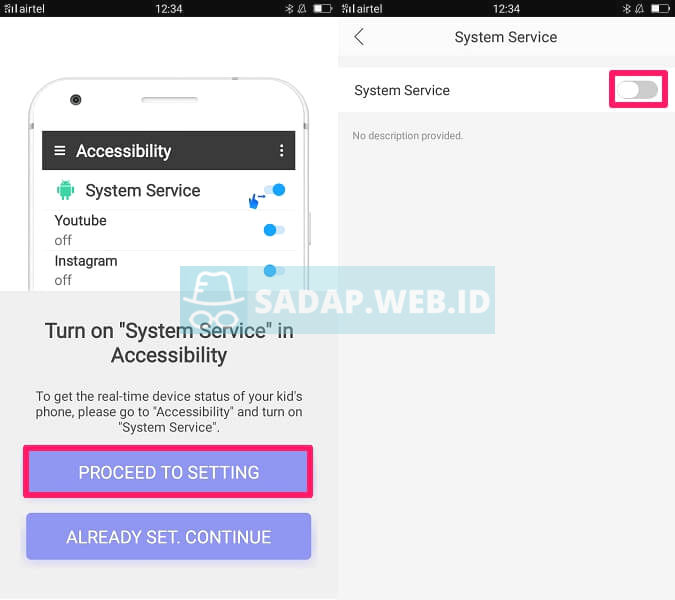 airtel 12:34
Accessibility
System Service
Youtube
off
Instagram
off
Turn on "System Service" in
Accessibility
To get the real-time device status of your kid's
phone, please go to "Accessibility" and turn on
"System Service".
PROCEED TO SETTING
ALREADY SET. CONTINUE
airtel 12:34
System Service
System Service
No description provided.
SADAP.WEB.ID